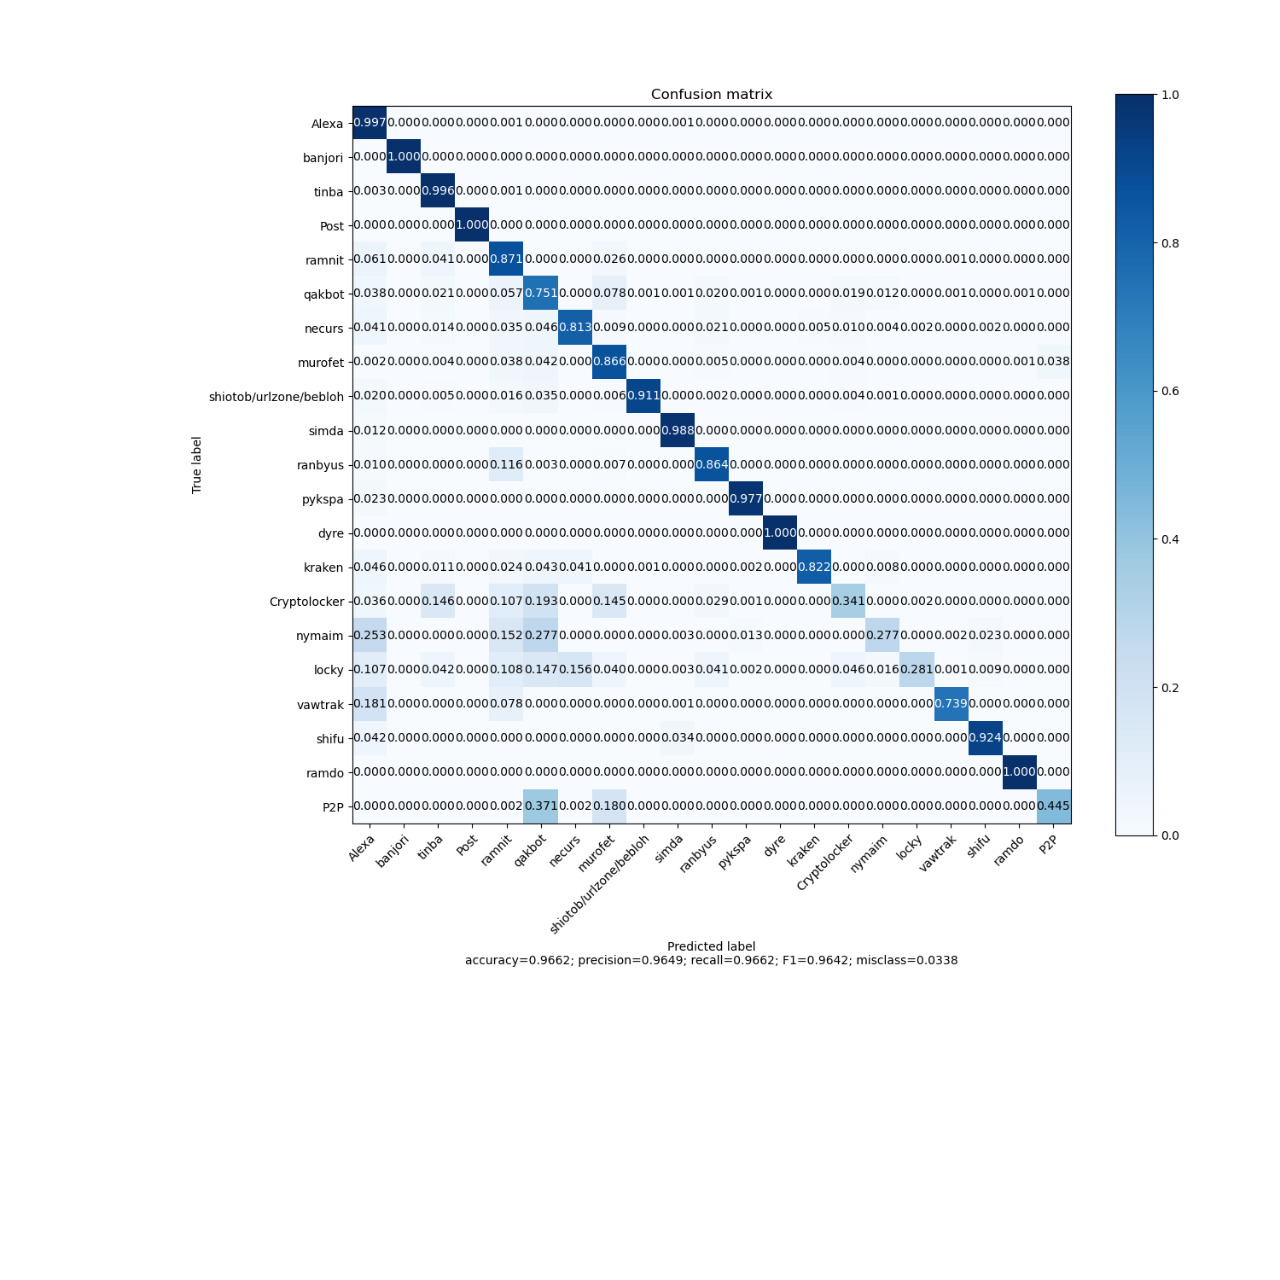 Confusion matrix
Alexa 0.997 0.000 0.000 0.000 0.001 0.000 0.000 0.000 0.000 0.001 0.000 0.000 0.000 0.000 0.000 0.000 0.000 0.000 0.000 0.000 0.000
banjori 0.000 1.000 0.000 0.000 0.000 0.000 0.000 0.000 0.000 0.000 0.000 0.000 0.000 0.000 0.000 0.000 0.000 0.000 0.000 0.000 0.000
tinba 0.003 0.000 0.996 0.000 0.001 0.000 0.000 0.000 0.000 0.000 0.000 0.000 0.000 0.000 0.000 0.000 0.000 0.000 0.000 0.000 0.000
Post 0.000 0.000 0.000 1.000 0.000 0.000 0.000 0.000 0.000 0.000 0.000 0.000 0.000 0.000 0.000 0.000 0.000 0.000 0.000 0.000 0.000
ramnit 0.061 0.000 0.041 0.000 0.871 0.000 0.000 0.026 0.000 0.000 0.000 0.000 0.000 0.000 0.000 0.000 0.000 0.001 0.000 0.000 0.000
qakbot 0.038 0.000 0.021 0.000 0.057 0.751 0.000 0.078 0.001 0.001 0.020 0.001 0.000 0.000 0.019 0.012 0.000 0.001 0.000 0.001 0.000
necurs 0.041 0.000 0.014 0.000 0.035 0.046 0.813 0.009 0.000 0.000 0.021 0.000 0.000 0.005 0.010 0.004 0.002 0.000 0.002 0.000 0.000
murofet 0.002 0.000 0.004 0.000 0.038 0.042 0.000 0.866 0.000 0.000 0.005 0.000 0.000 0.000 0.004 0.000 0.000 0.000 0.000 0.001 0.038
shiotob/urlzone/bebloh 0.020 0.000 0.005 0.000 0.016 0.035 0.000 0.006 0.911 0.000 0.002 0.000 0.000 0.000 0.004 0.001 0.000 0.000 0.000 0.000 0.000
simda 0.012 0.000 0.000 0.000 0.000 0.000 0.000 0.000 0.000 0.988 0.000 0.000 0.000 0.000 0.000 0.000 0.000 0.000 0.000 0.000 0.000
ranbyus 0.010 0.000 0.000 0.000 0.116 0.003 0.000 0.007 0.000 0.000 0.864 0.000 0.000 0.000 0.000 0.000 0.000 0.000 0.000 0.000 0.000
pykspa 0.023 0.000 0.000 0.000 0.000 0.000 0.000 0.000 0.000 0.000 0.000 0.977 0.000 0.000 0.000 0.000 0.000 0.000 0.000 0.000 0.000
dyre 0.000 0.000 0.000 0.000 0.000 0.000 0.000 0.000 0.000 0.000 0.000 0.000 1.000 0.000 0.000 0.000 0.000 0.000 0.000 0.000 0.000
kraken 0.046 0.000 0.011 0.000 0.024 0.043 0.041 0.000 0.001 0.000 0.000 0.002 0.000 0.822 0.000 0.008 0.000 0.000 0.000 0.000 0.000
Cryptolocker 0.036 0.000 0.146 0.000 0.107 0.193 0.000 0.145 0.000 0.000 0.029 0.001 0.000 0.000 0.341 0.000 0.002 0.000 0.000 0.000 0.000
nymaim 0.253 0.000 0.000 0.000 0.152 0.277 0.000 0.000 0.000 0.003 0.000 0.013 0.000 0.000 0.000 0.277 0.000 0.002 0.023 0.000 0.000
locky 0.107 0.000 0.042 0.000 0.108 0.147 0.156 0.040 0.000 0.003 0.041 0.002 0.000 0.000 0.046 0.016 0.281 0.001 0.009 0.000 0.000
vawtrak 0.181 0.000 0.000 0.000 0.078 0.000 0.000 0.000 0.000 0.001 0.000 0.000 0.000 0.000 0.000 0.000 0.000 0.739 0.000 0.000 0.000
shifu 0.042 0.000 0.000 0.000 0.000 0.000 0.000 0.000 0.000 0.034 0.000 0.000 0.000 0.000 0.000 0.000 0.000 0.000 0.924 0.000 0.000
ramdo 0.000 0.000 0.000 0.000 0.000 0.000 0.000 0.000 0.000 0.000 0.000 0.000 0.000 0.000 0.000 0.000 0.000 0.000 0.000 1.000 0.000
P2P 0.000 0.000 0.000 0.000 0.002 0.371 0.002 0.180 0.000 0.000 0.000 0.000 0.000 0.000 0.000 0.000 0.000 0.000 0.000 0.000 0.445
True label
Alexa banjori tinba Post ramnit qakbot necurs murofet shiotob/urlzone/bebloh simda ranbyus pykspa dyre kraken Cryptolocker nymaim locky vawtrak shifu ramdo P2P
Predicted label
accuracy=0.9662; precision=0.9649; recall=0.9662; F1=0.9642; misclass=0.0338
1.0
0.8
0.6
0.4
0.2
0.0